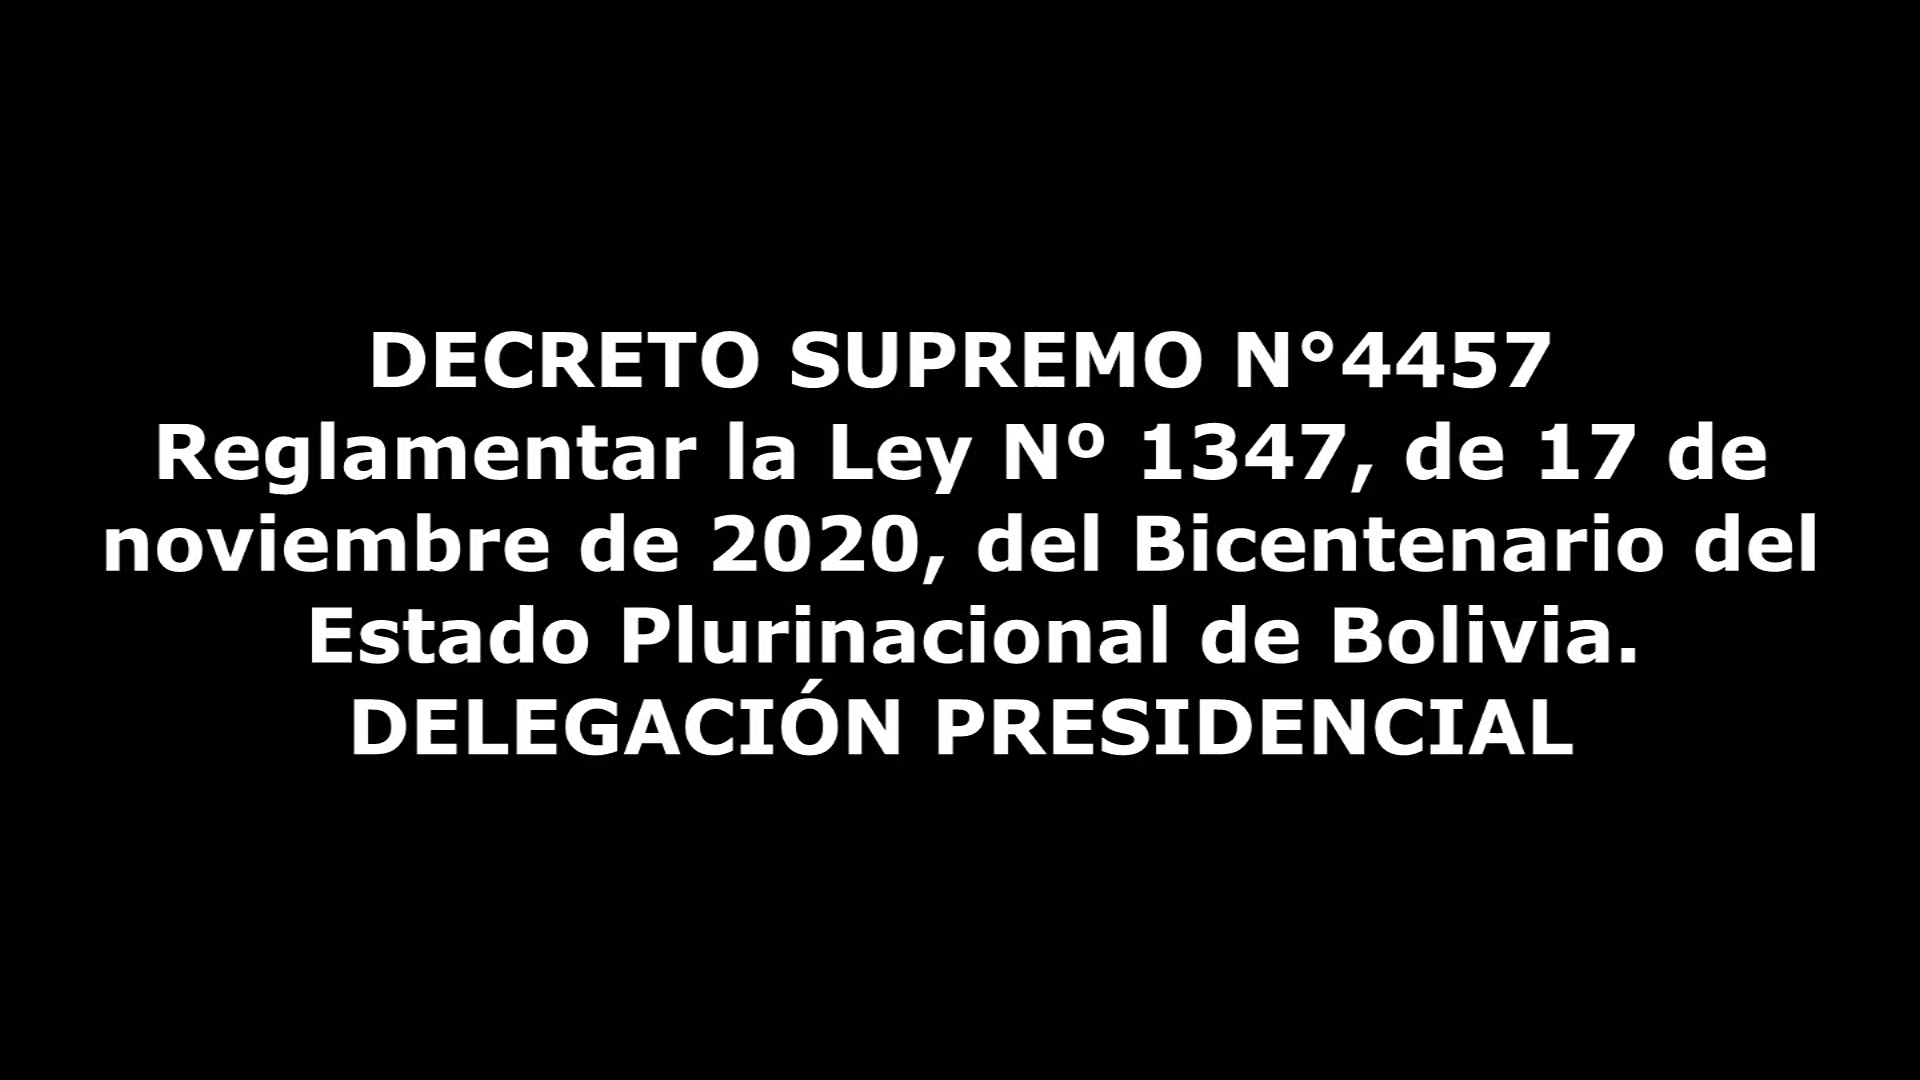 DECRETO SUPREMO N°4457
Reglamentar la Ley Nº 1347, de 17 de
noviembre de 2020, del Bicentenario del
Estado Plurinacional de Bolivia.
DELEGACIÓN PRESIDENCIAL